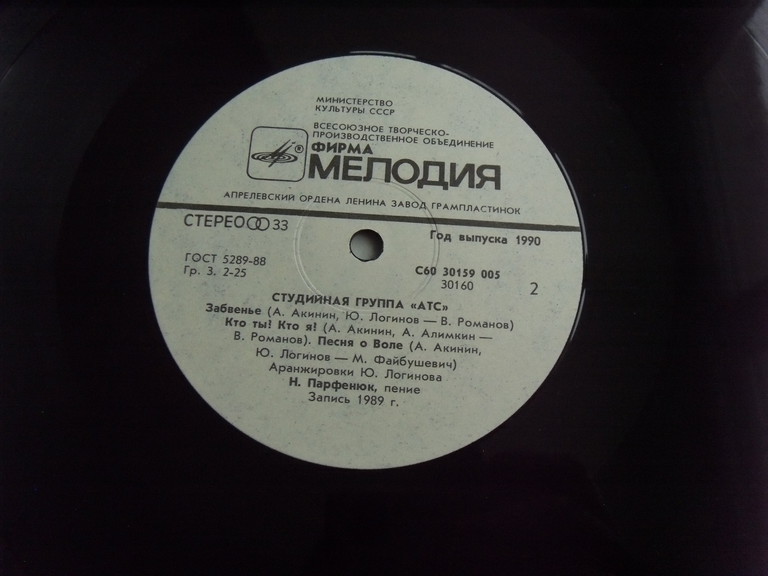 МИНИСТЕРСТВО
КУЛЬТУРЫ СССР
ВСЕСОЮЗНОЕ ТВОРЧЕСКО-
ПРОИЗВОДСТВЕННОЕ ОБЪЕДИНЕНИЕ
ФИРМА
® МЕЛОДИЯ
АПРЕЛЕВСКИЙ ОРДЕНА ЛЕНИНА ЗАВОД ГРАМПЛАСТИНОК
СТЕРЕО 33
Год выпуска 1990
ГОСТ 5289-88
Гр. 3. 2-25
С60 30159 005
30160
2
СТУДИЙНАЯ ГРУППА «АТС»
Забвенье (А. Акинин, Ю. Логинов — В. Романов)
Кто ты! Кто я! (А. Акинин, А. Алимкин —
В. Романов). Песня о Воле (А. Акинин,
Ю. Логинов — М. Файбушевич)
Аранжировки Ю. Логинова
Н. Парфенюк, пение
Запись 1989 г.